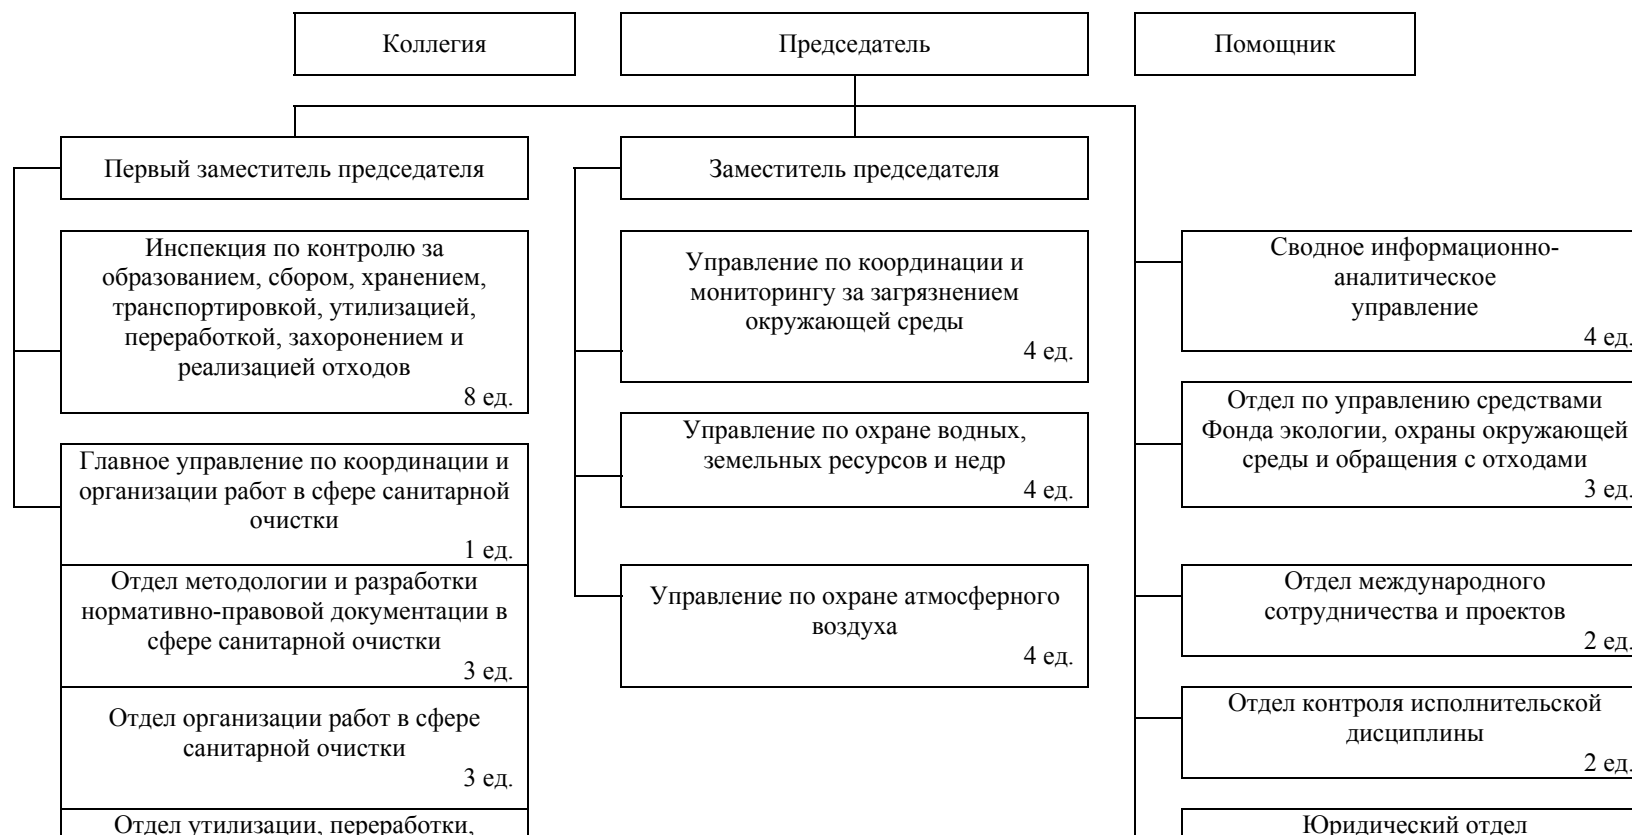 Коллегия
Председатель
Помощник
Первый заместитель председателя
Заместитель председателя
Инспекция по контролю за
образованием, сбором, хранением,
транспортировкой, утилизацией,
переработкой, захоронением и
реализацией отходов
8 ед.
Главное управление по координации и
организации работ в сфере санитарной
очистки
1 ед.
Отдел методологии и разработки
нормативно-правовой документации в
сфере санитарной очистки
3 ед.
Отдел организации работ в сфере
санитарной очистки
3 ед.
Отдел утилизации, переработки,
Управление по координации и
мониторингу за загрязнением
окружающей среды
4 ед.
Управление по охране водных,
земельных ресурсов и недр
4 ед.
Управление по охране атмосферного
воздуха
4 ед.
Сводное информационно-
аналитическое
управление
4 ед.
Отдел по управлению средствами
Фонда экологии, охраны окружающей
среды и обращения с отходами
3 ед.
Отдел международного
сотрудничества и проектов
2 ед.
Отдел контроля исполнительской
дисциплины
2 ед.
Юридический отдел